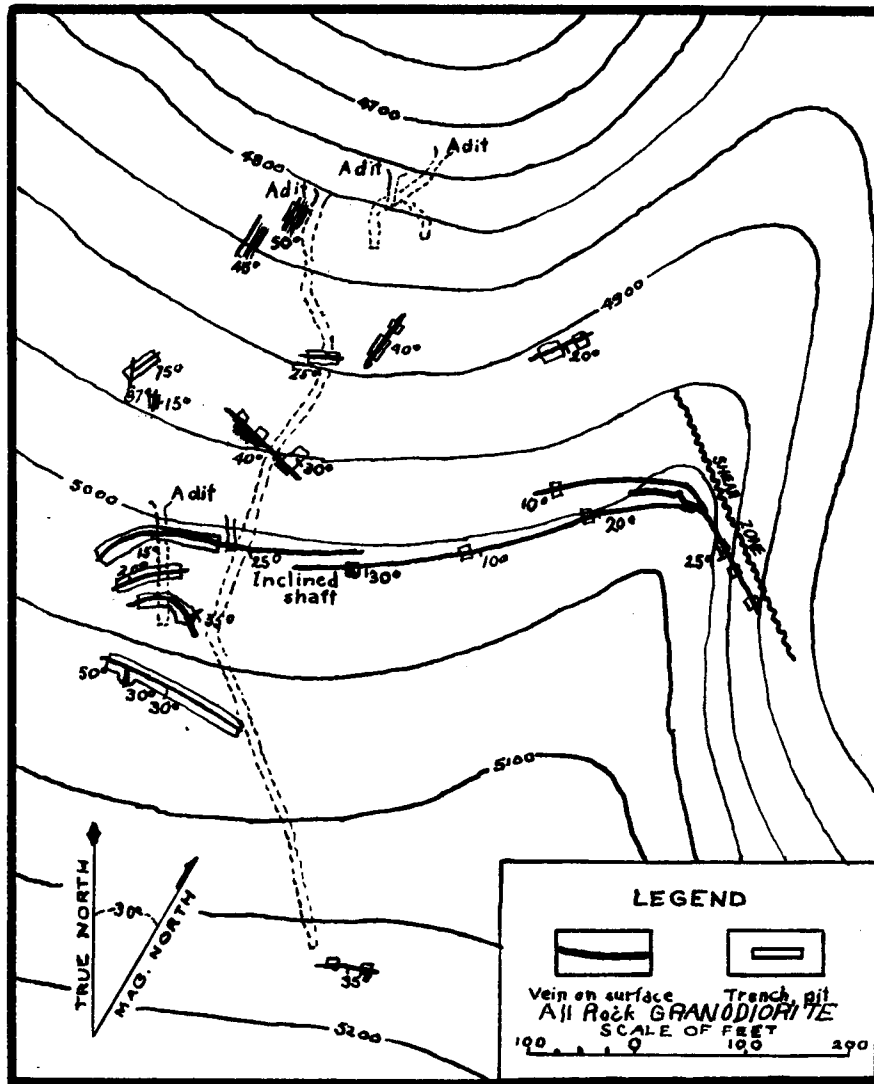 4700
4800
Adit
Adit
Adit
50°
45°
4900
25°
40°
20°
75°
37°
15°
40°
30°
5000
Adit
SHEAR ZONE
10°
20°
15°
25°
Inclined
shaft
30°
10°
25°
20°
35°
50°
30°
30°
5100
TRUE NORTH
30°
MAG. NORTH
35
5200
LEGEND
Vein on surface
Trench, pit
All Rock GRANODIORITE
SCALE OF FEET
100 0 100 200